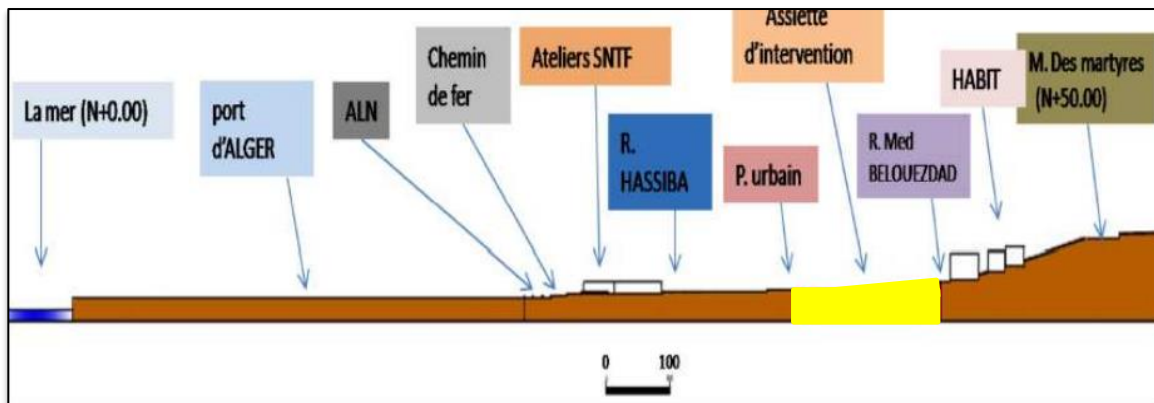 La mer (N+0.00)
port
d'ALGER
ALN
Chemin
de fer
Ateliers SNTF
R.
HASSIBA
P. urbain
Assiette
d'intervention
R. Med
BELOUEZDAD
HABIT
M. Des martyres
(N+50.00)
0 100